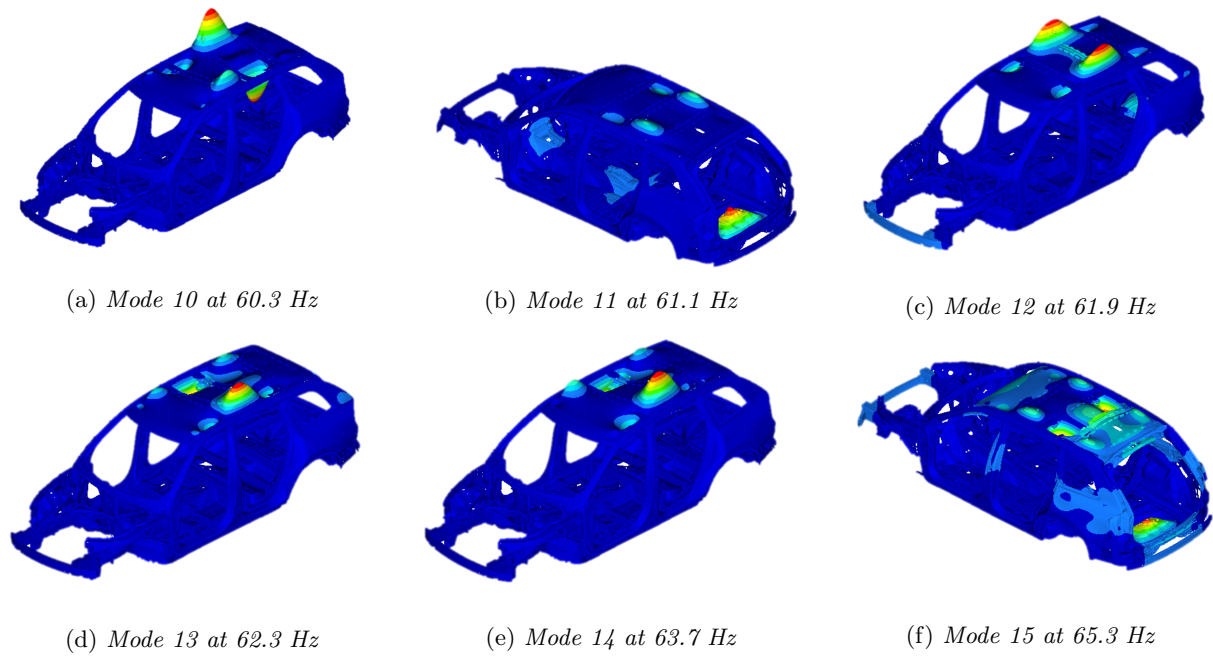 (a) Mode 10 at 60.3 Hz
(b) Mode 11 at 61.1 Hz
(c) Mode 12 at 61.9 Hz
(d) Mode 13 at 62.3 Hz
(e) Mode 14 at 63.7 Hz
(f) Mode 15 at 65.3 Hz